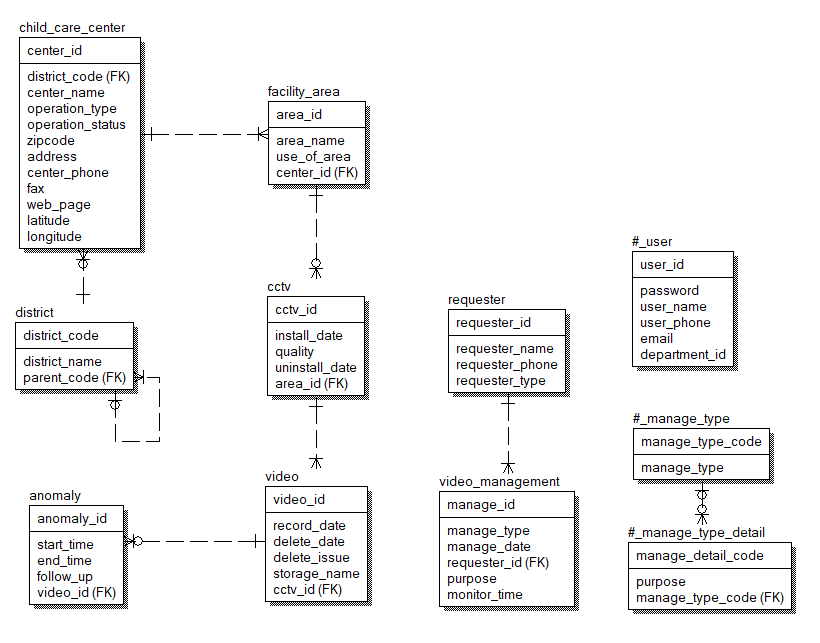 child_care_center
center_id
district_code (FK)
center_name
operation_type
operation_status
zipcode
address
center_phone
fax
web_page
latitude
longitude
facility_area
area_id
area_name
use_of_area
center_id (FK)
district
district_code
district_name
parent_code (FK)
cctv
cctv_id
install_date
quality
uninstall_date
area_id (FK)
anomaly
anomaly_id
start_time
end_time
follow_up
video_id (FK)
video
video_id
record_date
delete_date
delete_issue
storage_name
cctv_id (FK)
requester
requester_id
requester_name
requester_phone
requester_type
video_management
manage_id
manage_type
manage_date
requester_id (FK)
purpose
monitor_time
#_user
user_id
password
user_name
user_phone
email
department_id
#_manage_type
manage_type_code
manage_type
#_manage_type_detail
manage_detail_code
purpose
manage_type_code (FK)